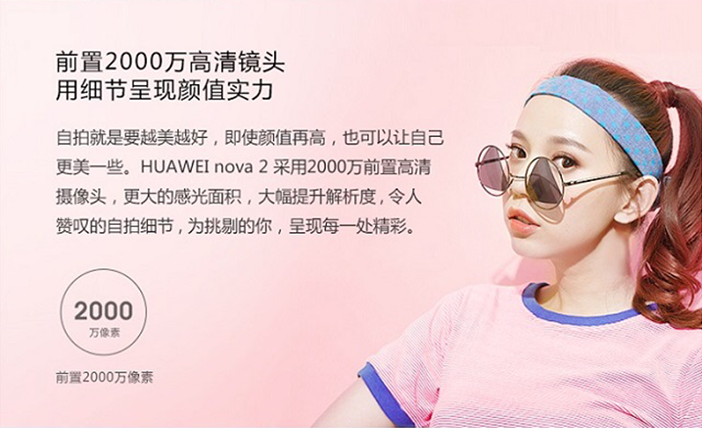 前置2000万高清镜头
用细节呈现颜值实力
自拍就是要越美越好，即使颜值再高，也可以让自己
更美一些。HUAWEI nova 2 采用2000万前置高清
摄像头，更大的感光面积，大幅提升解析度，令人
赞叹的自拍细节，为挑剔的你，呈现每一处精彩。
2000
万像素
前置2000万像素